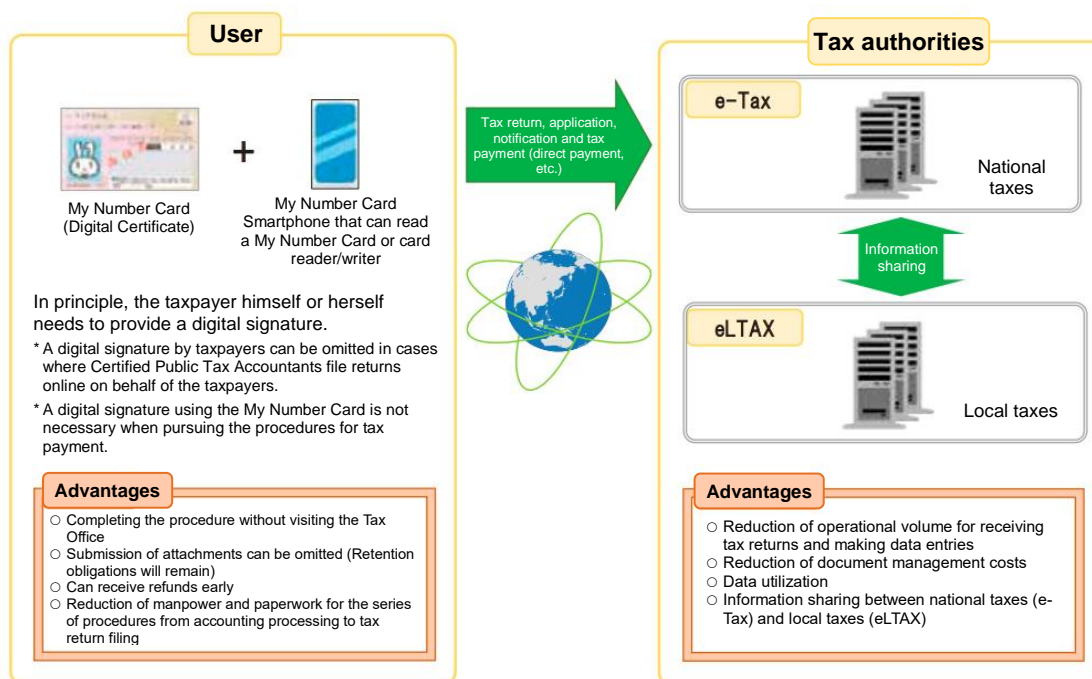 User
My Number Card
(Digital Certificate)
+
My Number Card
Smartphone that can read
a My Number Card or card
reader/writer
In principle, the taxpayer himself or herself
needs to provide a digital signature.
* A digital signature by taxpayers can be omitted in cases
where Certified Public Tax Accountants file returns
online on behalf of the taxpayers.
* A digital signature using the My Number Card is not
necessary when pursuing the procedures for tax
payment.
Advantages
○ Completing the procedure without visiting the Tax
Office
○ Submission of attachments can be omitted (Retention
obligations will remain)
○ Can receive refunds early
○ Reduction of manpower and paperwork for the series
of procedures from accounting processing to tax
return filing
Tax return, application,
notification and tax
payment (direct payment,
etc.)
Tax authorities
e-Tax
National
taxes
Information
sharing
eLTAX
Local taxes
Advantages
○ Reduction of operational volume for receiving
tax returns and making data entries
○ Reduction of document management costs
○ Data utilization
○ Information sharing between national taxes (e-
Tax) and local taxes (eLTAX)